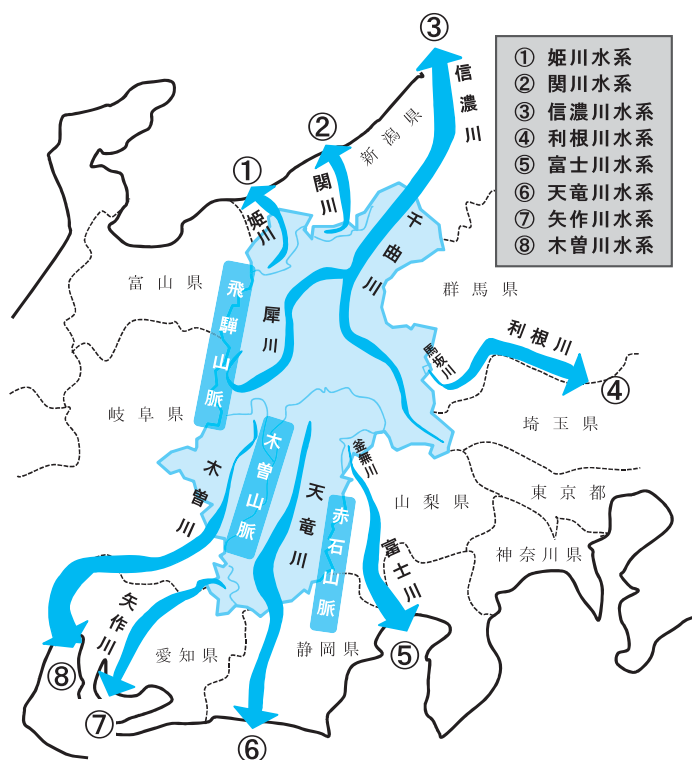 ① 姫川水系
② 関川水系
③ 信濃川水系
④ 利根川水系
⑤ 富士川水系
⑥ 天竜川水系
⑦ 矢作川水系
⑧ 木曽川水系
③
信濃川
②
新潟県
①
関川
姫川
千曲川
富山県
飛騨山脈
犀川
群馬県
利根川
馬坂川
④
岐阜県
埼玉県
木曽山脈
釜無川
木曽川
天竜川
赤石山脈
山梨県
東京都
富士川
神奈川県
矢作川
愛知県
静岡県
⑤
⑧
⑦
⑥